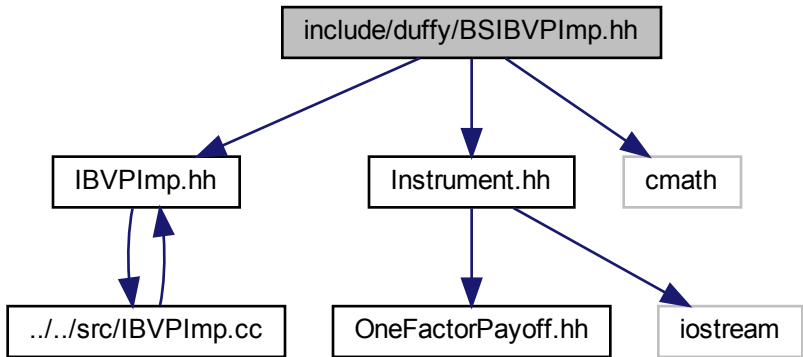 include/duffy/BSIBVPImp.hh
IBVPImp.hh
Instrument.hh
cmath
../../src/IBVPImp.cc
OneFactorPayoff.hh
iostream